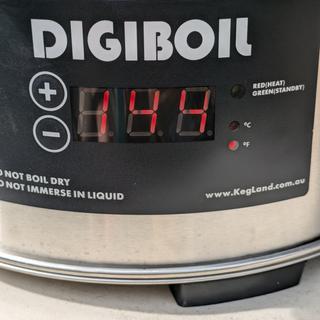 DIGIBOIL
+
144
RED(HEAT)
GREEN(STANDBY)
°C
−
°F
O NOT BOIL DRY
O NOT IMMERSE IN LIQUID
www.KegLand.com.au